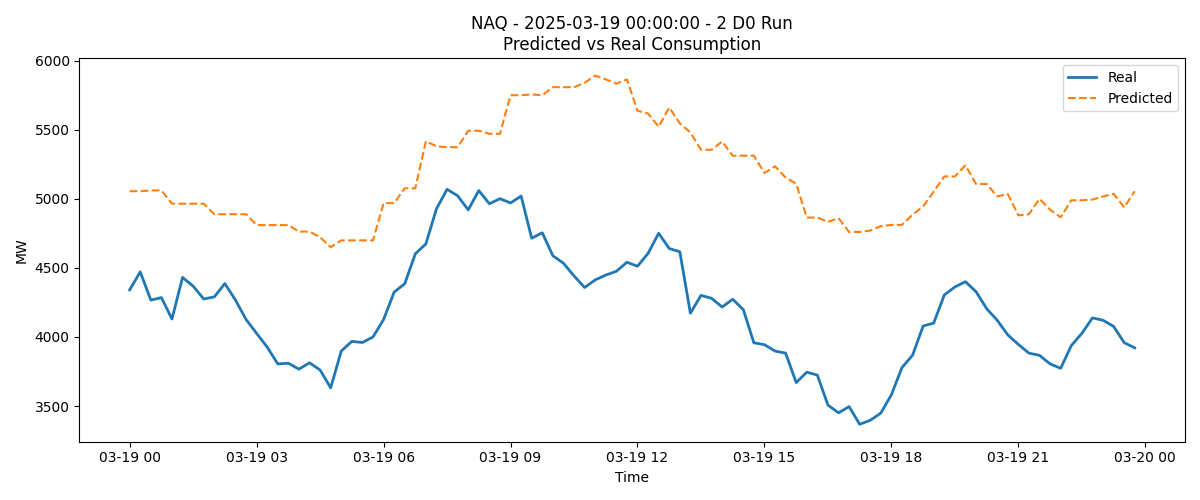 NAQ - 2025-03-19 00:00:00 - 2 D0 Run
Predicted vs Real Consumption
Real
Predicted
6000
5500
5000
4500
4000
3500
MW
03-19 00
03-19 03
03-19 06
03-19 09
03-19 12
03-19 15
03-19 18
03-19 21
03-20 00
Time